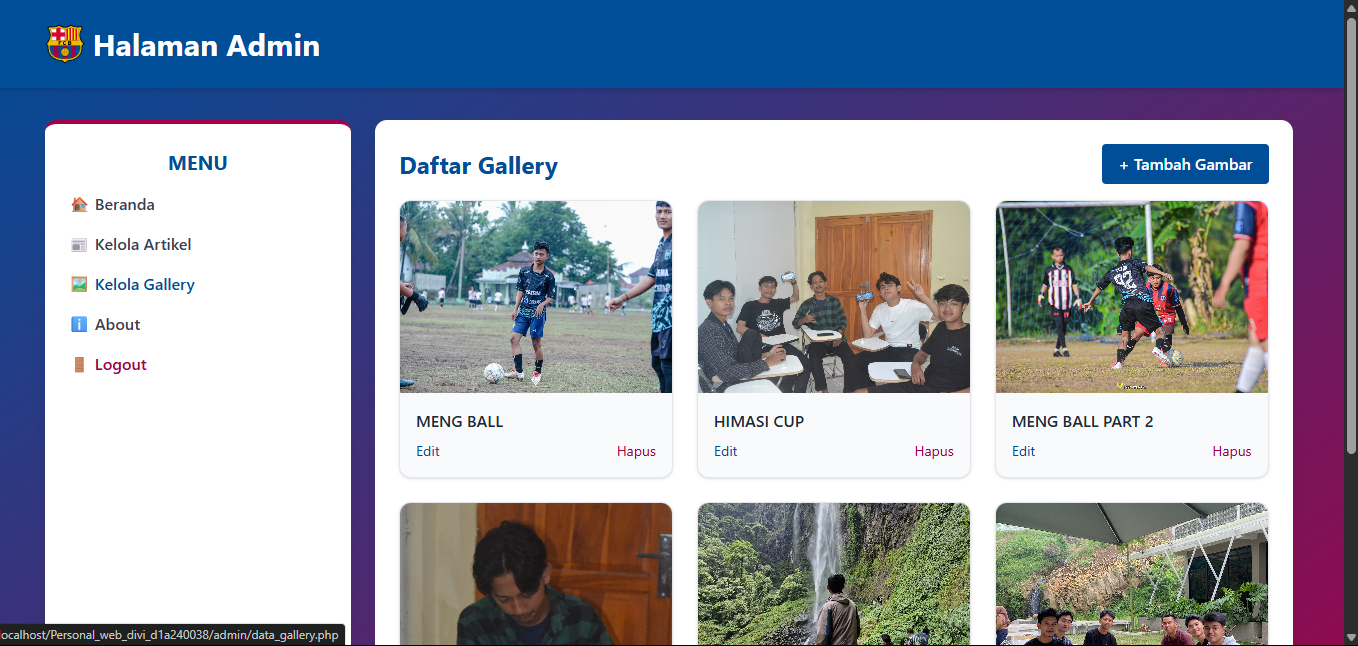 Halaman Admin
MENU
Beranda
Kelola Artikel
Kelola Gallery
About
Logout
Daftar Gallery
+ Tambah Gambar
MENG BALL
Edit Hapus
HIMASI CUP
Edit Hapus
MENG BALL PART 2
Edit Hapus
localhost/Personal_web_divi_d1a240038/admin/data_gallery.php